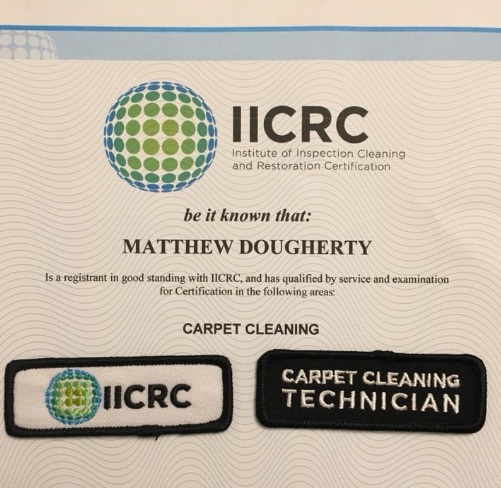 IICRC
Institute of Inspection Cleaning
and Restoration Certification
be it known that:
MATTHEW DOUGHERTY
Is a registrant in good standing with IICRC, and has qualified by service and examination
for Certification in the following areas:
CARPET CLEANING
IICRC
CARPET CLEANING
TECHNICIAN